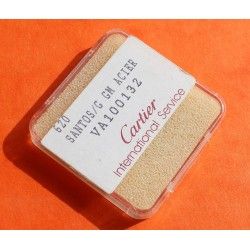 620
SANTOS/G GM ACIER
VA100132
Cartier
International Service